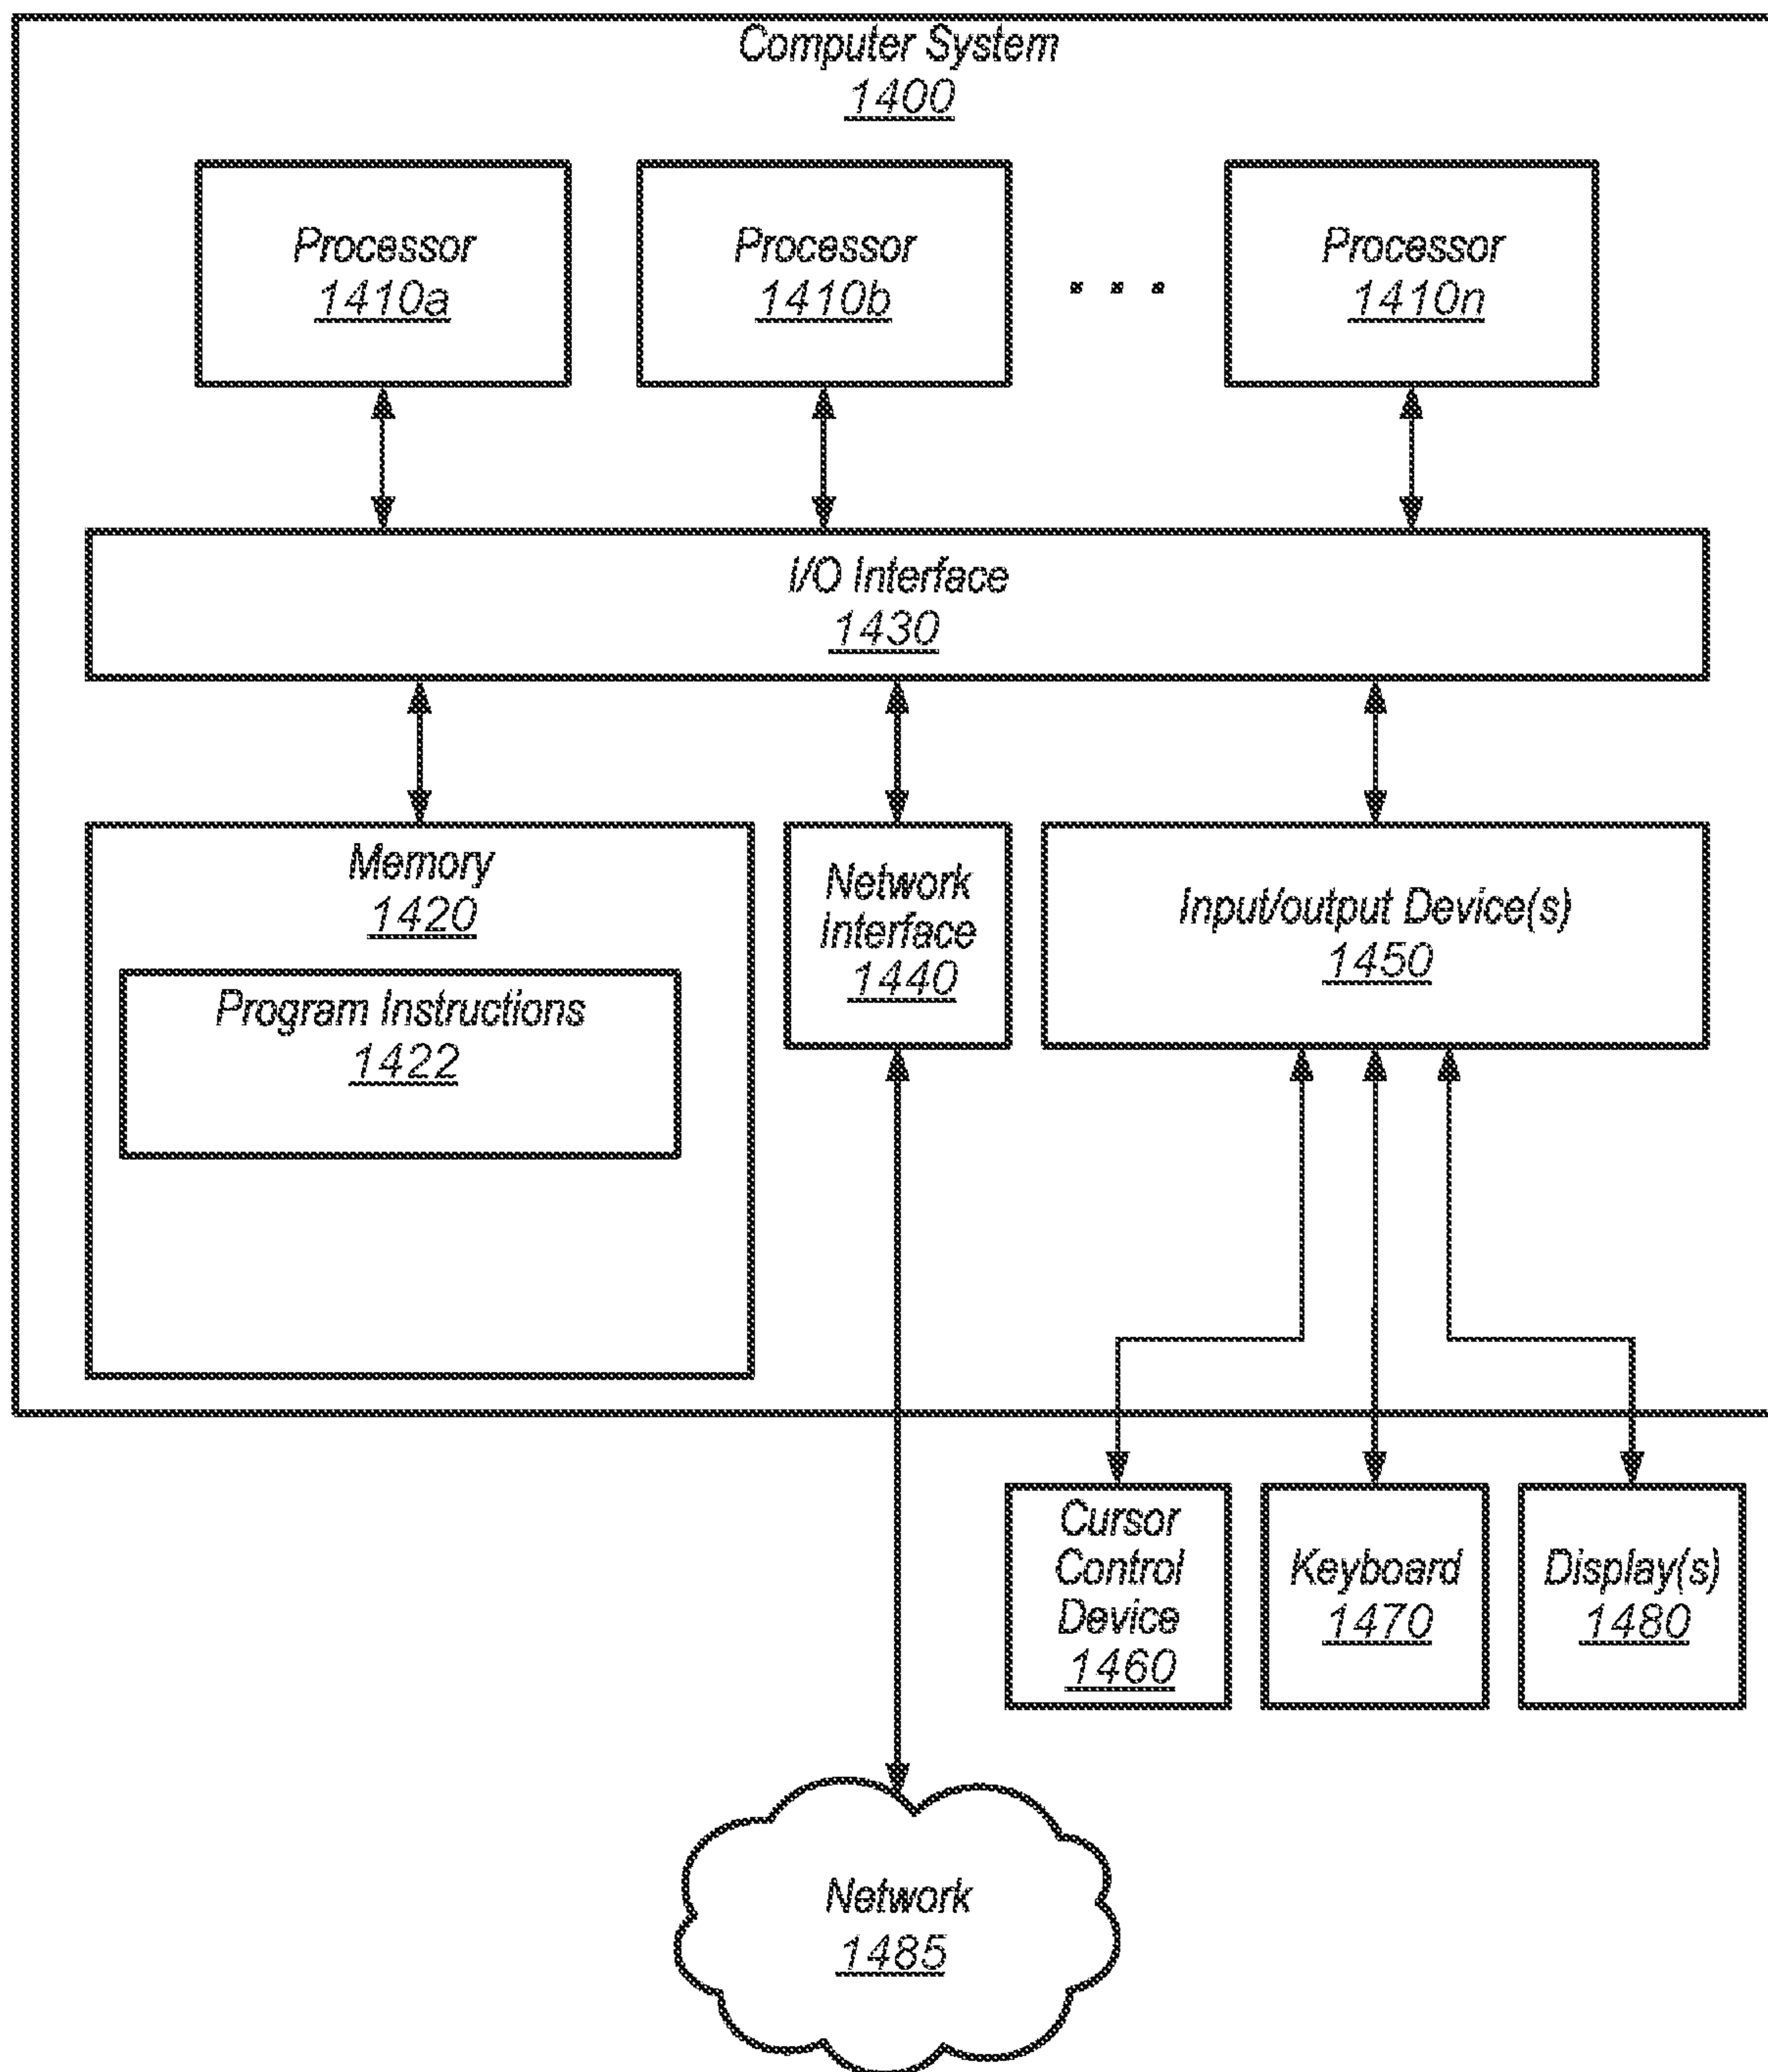 Computer System
1400
Processor
1410a
Processor
1410b
. . .
Processor
1410n
I/O Interface
1430
Memory
1420
Program Instructions
1422
Network
Interface
1440
Input/output Device(s)
1450
Cursor
Control
Device
1460
Keyboard
1470
Display(s)
1480
Network
1485